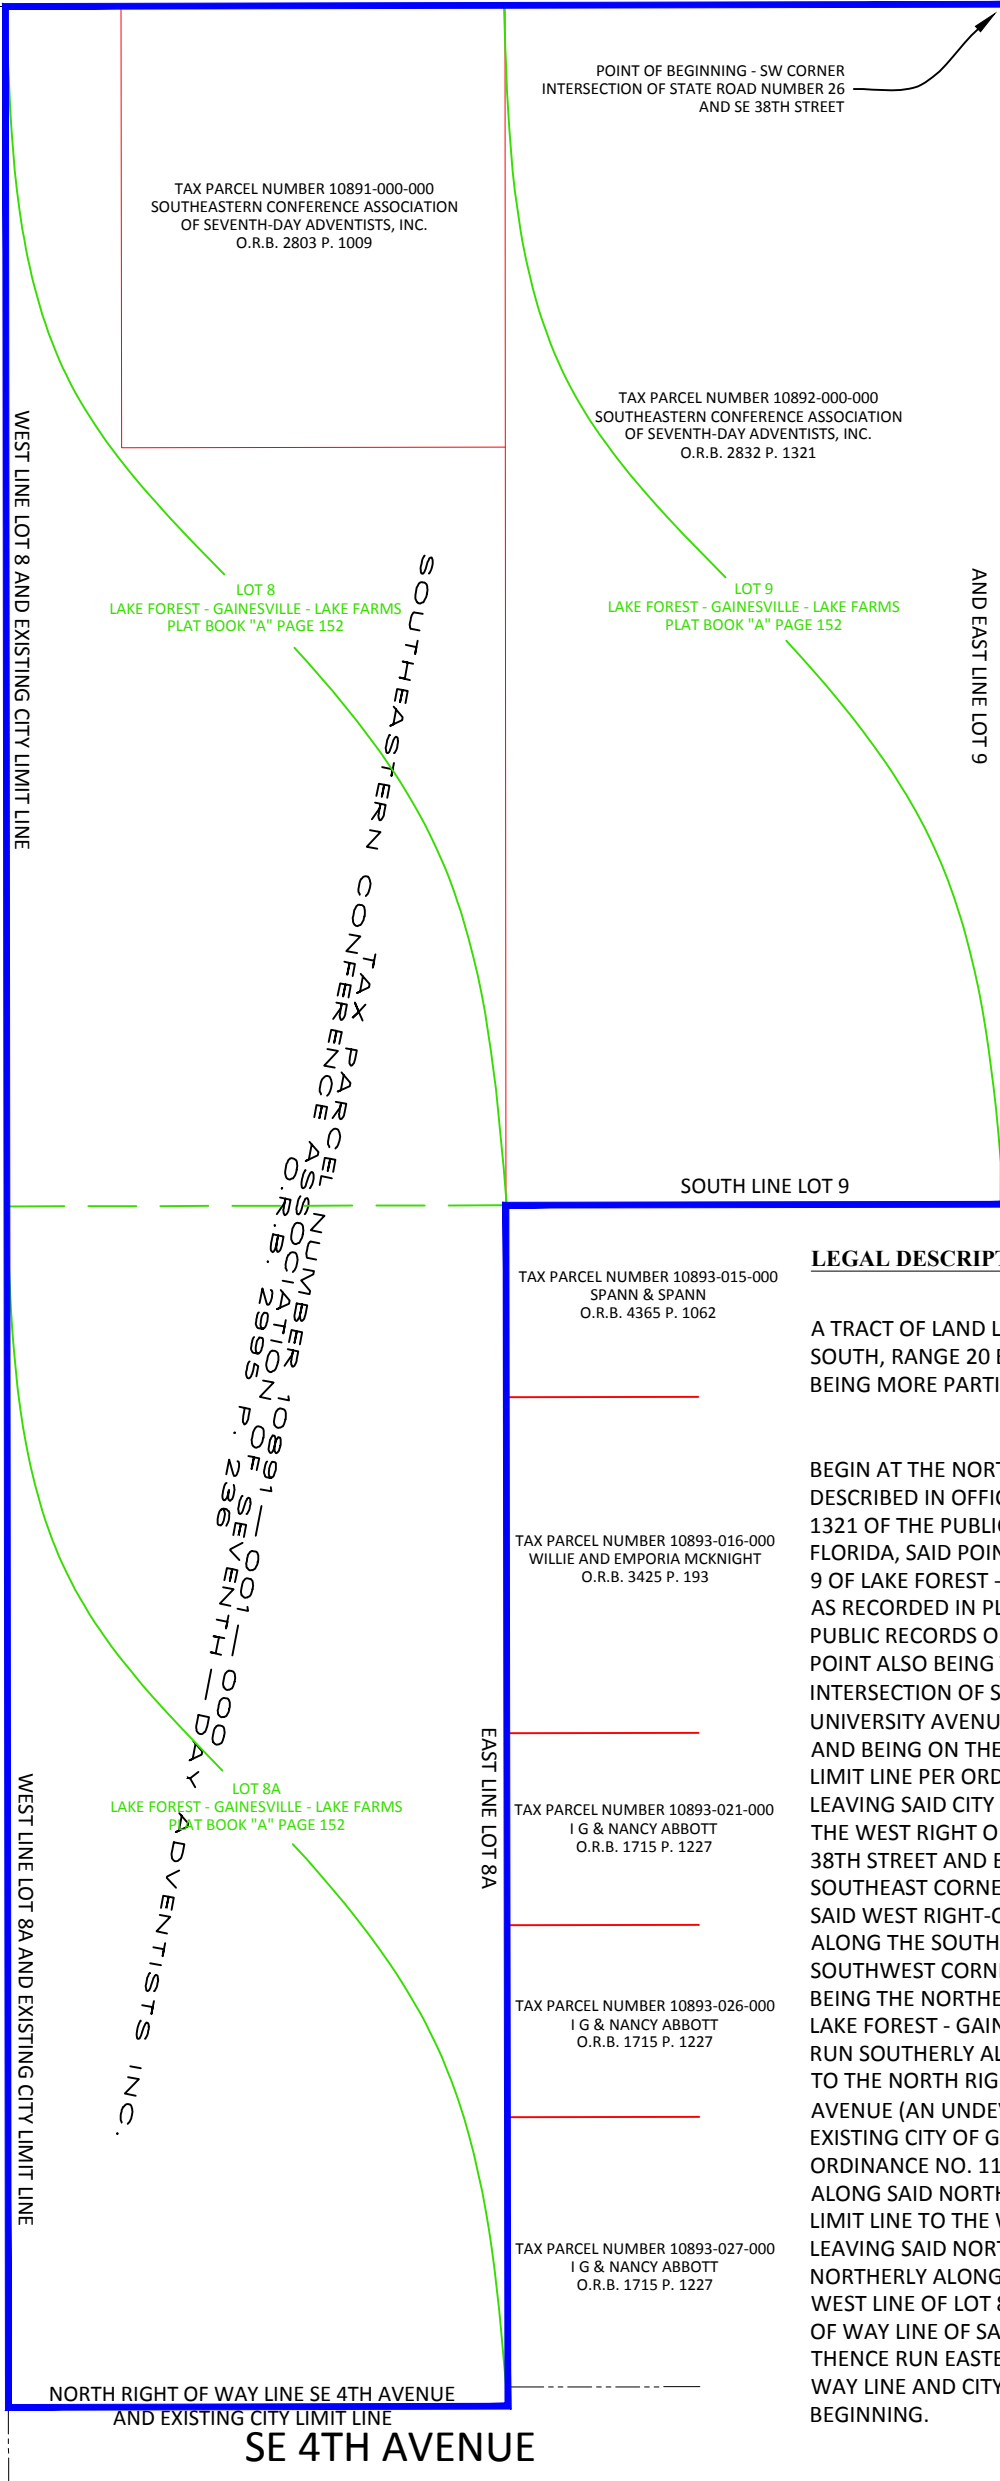 POINT OF BEGINNING - SW CORNER
INTERSECTION OF STATE ROAD NUMBER 26
AND SE 38TH STREET
TAX PARCEL NUMBER 10891-000-000
SOUTHEASTERN CONFERENCE ASSOCIATION
OF SEVENTH-DAY ADVENTISTS, INC.
O.R.B. 2803 P. 1009
TAX PARCEL NUMBER 10892-000-000
SOUTHEASTERN CONFERENCE ASSOCIATION
OF SEVENTH-DAY ADVENTISTS, INC.
O.R.B. 2832 P. 1321
WEST LINE LOT 8 AND EXISTING CITY LIMIT LINE
LOT 8
LAKE FOREST - GAINESVILLE - LAKE FARMS
PLAT BOOK "A" PAGE 152
LOT 9
LAKE FOREST - GAINESVILLE - LAKE FARMS
PLAT BOOK "A" PAGE 152
AND EAST LINE LOT 9
TAX PARCEL NUMBER 10891-001-000
SOUTHEASTERN CONFERENCE ASSOCIATION OF SEVENTH-DAY ADVENTISTS INC.
O.R.B. 2995 P. 236
SOUTH LINE LOT 9
TAX PARCEL NUMBER 10893-015-000
SPANN & SPANN
O.R.B. 4365 P. 1062
TAX PARCEL NUMBER 10893-016-000
WILLIE AND EMPORIA MCKNIGHT
O.R.B. 3425 P. 193
EAST LINE LOT 8A
WEST LINE LOT 8A AND EXISTING CITY LIMIT LINE
LOT 8A
LAKE FOREST - GAINESVILLE - LAKE FARMS
PLAT BOOK "A" PAGE 152
TAX PARCEL NUMBER 10893-021-000
I G & NANCY ABBOTT
O.R.B. 1715 P. 1227
TAX PARCEL NUMBER 10893-026-000
I G & NANCY ABBOTT
O.R.B. 1715 P. 1227
TAX PARCEL NUMBER 10893-027-000
I G & NANCY ABBOTT
O.R.B. 1715 P. 1227
NORTH RIGHT OF WAY LINE SE 4TH AVENUE
AND EXISTING CITY LIMIT LINE
SE 4TH AVENUE
LEGAL DESCRIPT
A TRACT OF LAND L
SOUTH, RANGE 20 E
BEING MORE PARTI
BEGIN AT THE NORT
DESCRIBED IN OFFIC
1321 OF THE PUBLIC
FLORIDA, SAID POIN
9 OF LAKE FOREST -
AS RECORDED IN PL
PUBLIC RECORDS O
POINT ALSO BEING
INTERSECTION OF S
UNIVERSITY AVENU
AND BEING ON THE
LIMIT LINE PER ORD
LEAVING SAID CITY
THE WEST RIGHT O
38TH STREET AND E
SOUTHEAST CORNE
SAID WEST RIGHT-O
ALONG THE SOUTH
SOUTHWEST CORN
BEING THE NORTHE
LAKE FOREST - GAIN
RUN SOUTHERLY AL
TO THE NORTH RIG
AVENUE (AN UNDEV
EXISTING CITY OF G
ORDINANCE NO. 11
ALONG SAID NORTH
LIMIT LINE TO THE W
LEAVING SAID NORT
NORTHERLY ALONG
WEST LINE OF LOT 8
OF WAY LINE OF SA
THENCE RUN EASTE
WAY LINE AND CITY
BEGINNING.